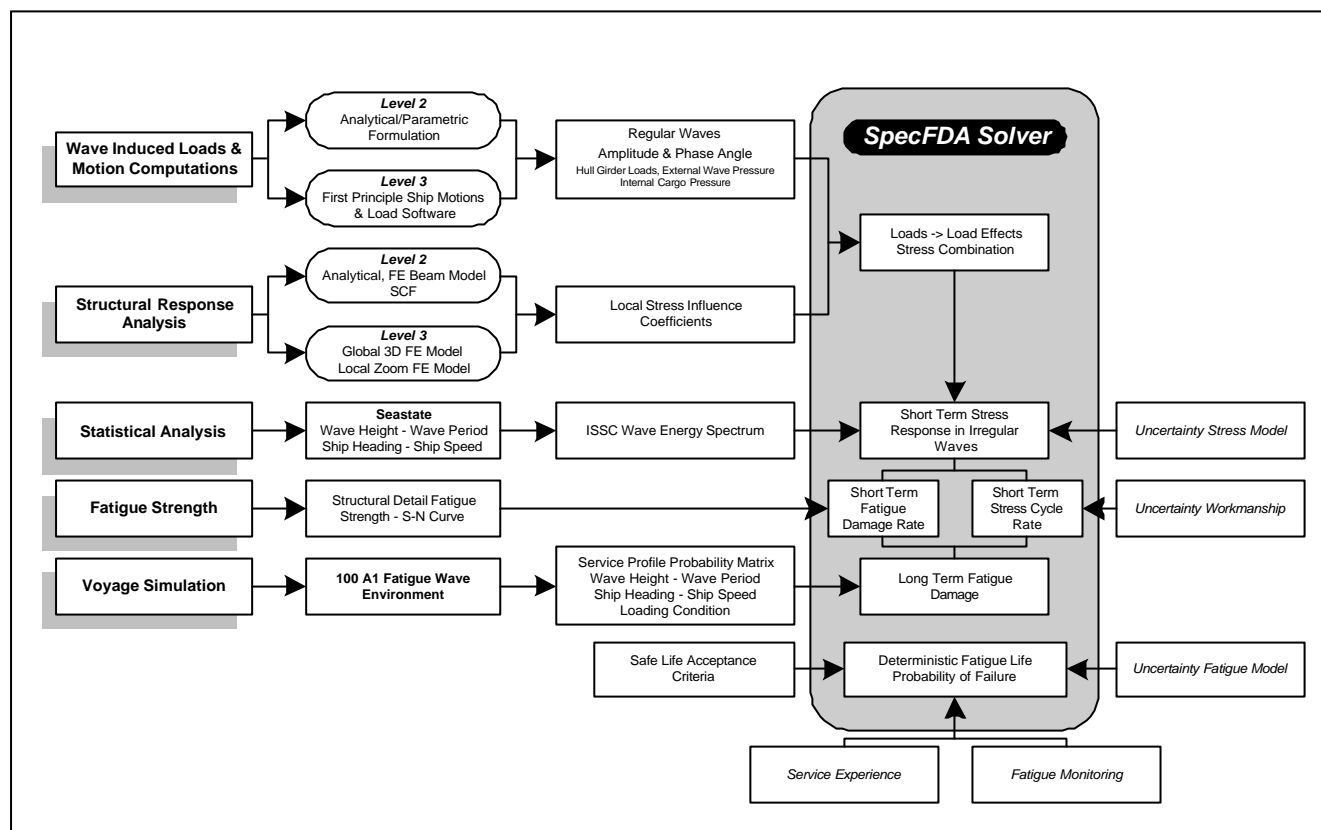 Level 2
Analytical/Parametric
Formulation
Wave Induced Loads &
Motion Computations
Level 3
First Principle Ship Motions
& Load Software
Regular Waves
Amplitude & Phase Angle
Hull Girder Loads, External Wave Pressure
Internal Cargo Pressure
SpecFDA Solver
Loads -> Load Effects
Stress Combination
Level 2
Analytical, FE Beam Model
SCF
Structural Response
Analysis
Level 3
Global 3D FE Model
Local Zoom FE Model
Local Stress Influence
Coefficients
Statistical Analysis
Seastate
Wave Height - Wave Period
Ship Heading - Ship Speed
ISSC Wave Energy Spectrum
Short Term Stress
Response in Irregular
Waves
Uncertainty Stress Model
Fatigue Strength
Structural Detail Fatigue
Strength - S-N Curve
Short Term
Fatigue
Damage Rate
Short Term
Stress Cycle
Rate
Uncertainty Workmanship
Voyage Simulation
100 A1 Fatigue Wave
Environment
Service Profile Probability Matrix
Wave Height - Wave Period
Ship Heading - Ship Speed
Loading Condition
Long Term Fatigue
Damage
Safe Life Acceptance
Criteria
Deterministic Fatigue Life
Probability of Failure
Uncertainty Fatigue Model
Service Experience
Fatigue Monitoring